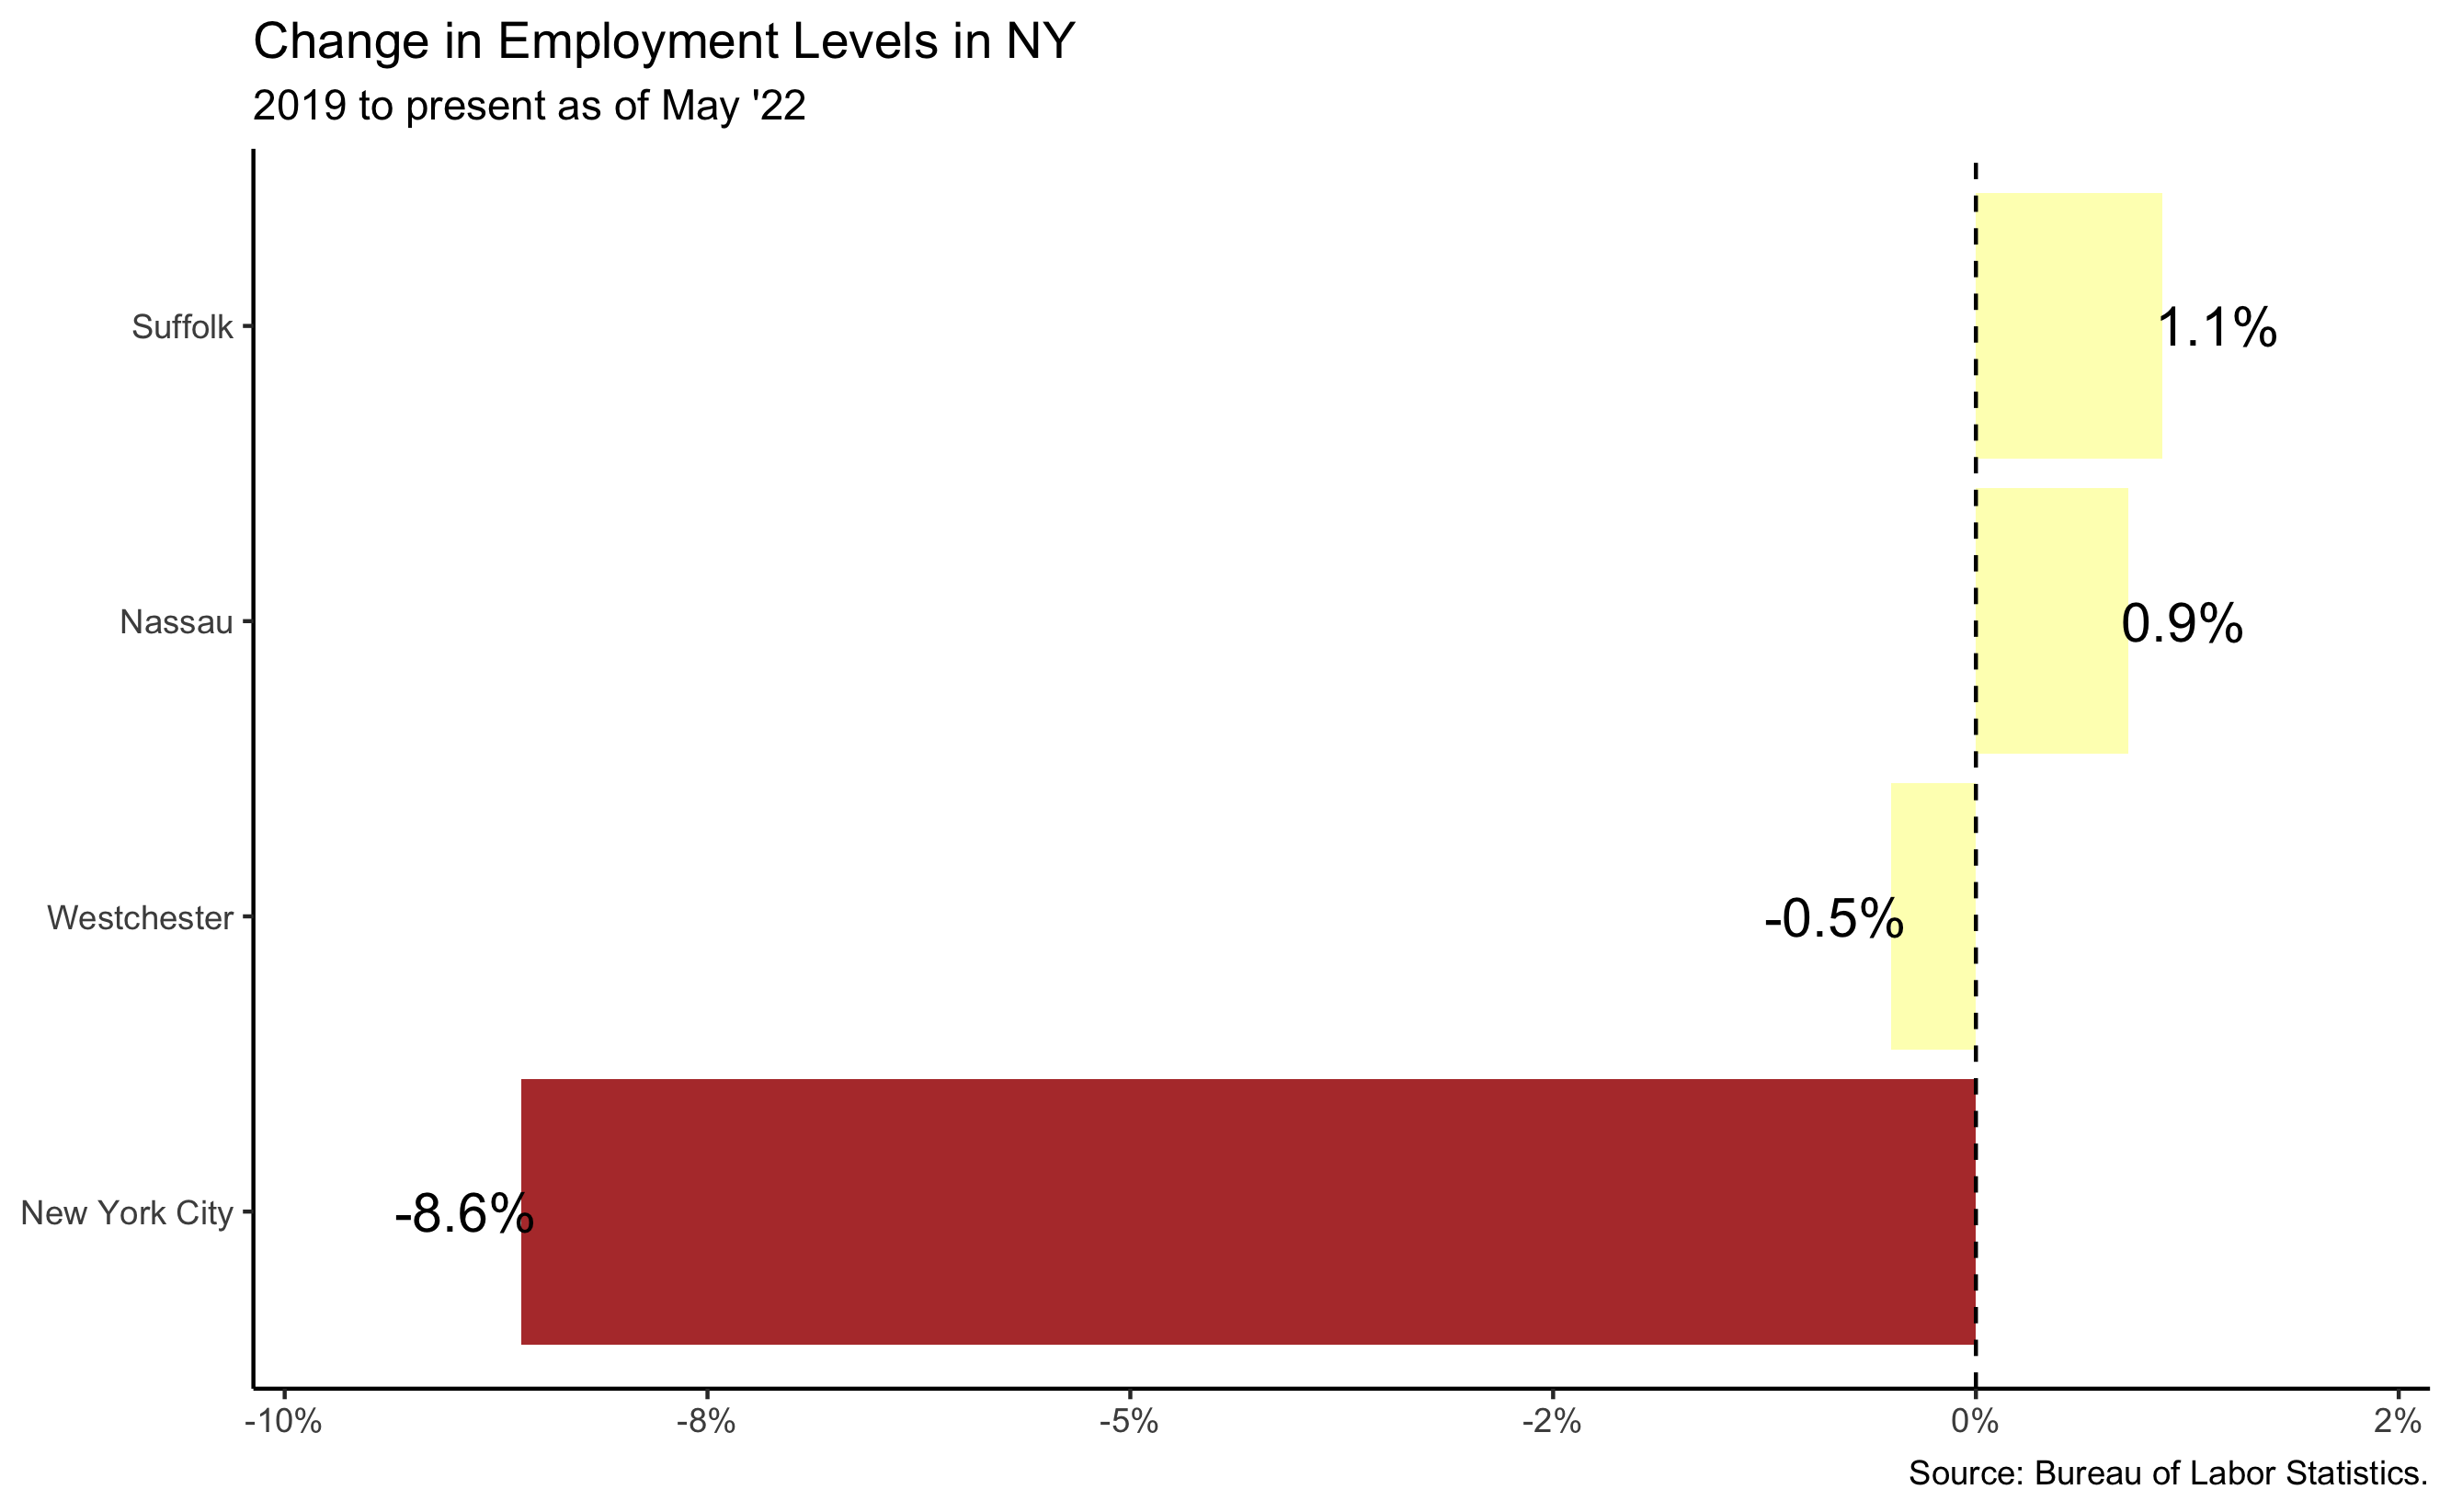 Change in Employment Levels in NY
2019 to present as of May '22
Suffolk
1.1%
Nassau
0.9%
Westchester
-0.5%
New York City
-8.6%
-10% -8% -5% -2% 0% 2%
Source: Bureau of Labor Statistics.